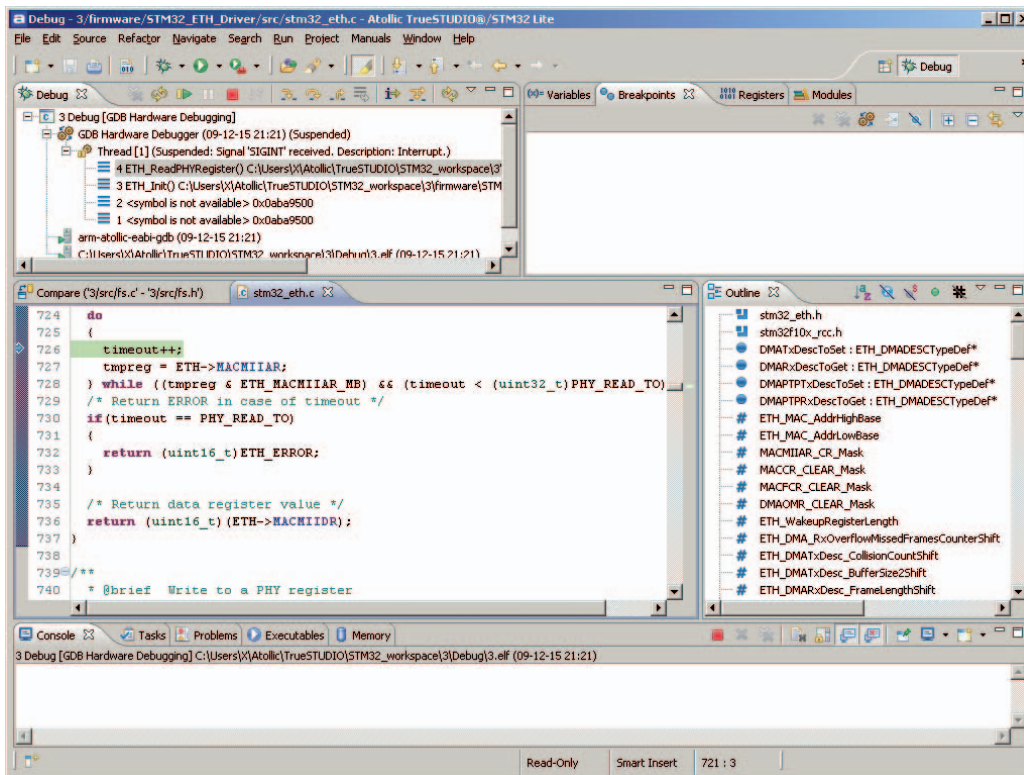 Debug - 3/firmware/STM32_ETH_Driver/src/stm32_eth.c - Atollic TrueSTUDIO®/STM32 Lite
File Edit Source Refactor Navigate Search Run Project Manuals Window Help
Debug
Debug
(x)= Variables Breakpoints Registers Modules
3 Debug [GDB Hardware Debugging]
GDB Hardware Debugger (09-12-15 21:21) (Suspended)
Thread [1] (Suspended: Signal 'SIGINT' received. Description: Interrupt.)
4 ETH_ReadPHYRegister() C:\Users\X\Atollic\TrueSTUDIO\STM32_workspace\3'
3 ETH_Init() C:\Users\X\Atollic\TrueSTUDIO\STM32_workspace\3\firmware\STM
2 <symbol is not available> 0x0aba9500
1 <symbol is not available> 0x0aba9500
arm-atollic-eabi-gdb (09-12-15 21:21)
C:\Users\X\Atollic\TrueSTUDIO\STM32_workspace\3\Debug\3.elf (09-12-15 21:21)
Compare ('3/src/fs.c' - '3/src/fs.h') stm32_eth.c
724 do
725 {
726 timeout++;
727 tmpreg = ETH->MACMIIAR;
728 } while ((tmpreg & ETH_MACMIIAR_MB) && (timeout < (uint32_t)PHY_READ_TO)
729 /* Return ERROR in case of timeout */
730 if(timeout == PHY_READ_TO)
731 {
732 return (uint16_t)ETH_ERROR;
733 }
734
735 /* Return data register value */
736 return (uint16_t)(ETH->MACMIIDR);
737 }
738
739 /**
740 * @brief Write to a PHY register
Outline
stm32_eth.h
stm32f10x_rcc.h
DMATxDescToSet : ETH_DMADESCTypeDef*
DMARxDescToGet : ETH_DMADESCTypeDef*
DMAPTPTxDescToSet : ETH_DMADESCTypeDef*
DMAPTPRxDescToGet : ETH_DMADESCTypeDef*
# ETH_MAC_AddrHighBase
# ETH_MAC_AddrLowBase
# MACMIIAR_CR_Mask
# MACCR_CLEAR_Mask
# MACFCR_CLEAR_Mask
# DMAOMR_CLEAR_Mask
# ETH_WakeupRegisterLength
# ETH_DMA_RxOverflowMissedFramesCounterShift
# ETH_DMATxDesc_CollisionCountShift
# ETH_DMATxDesc_BufferSize2Shift
# ETH_DMARxDesc_FrameLengthShift
Console Tasks Problems Executables Memory
3 Debug [GDB Hardware Debugging] C:\Users\X\Atollic\TrueSTUDIO\STM32_workspace\3\Debug\3.elf (09-12-15 21:21)
Read-Only Smart Insert 721 : 3